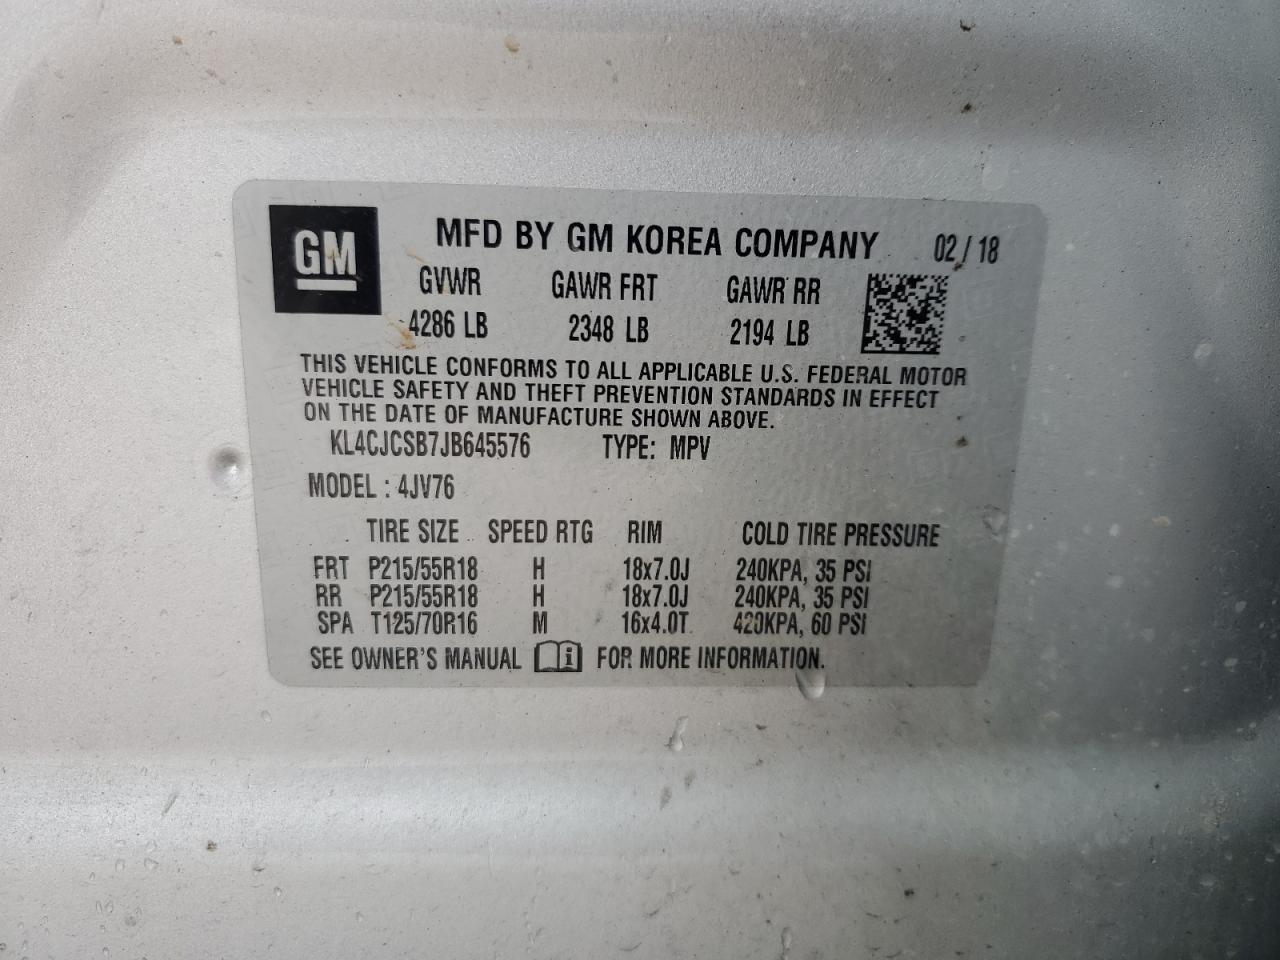 GM
MFD BY GM KOREA COMPANY 02/18
GVWR GAWR FRT GAWR RR
4286 LB 2348 LB 2194 LB
THIS VEHICLE CONFORMS TO ALL APPLICABLE U.S. FEDERAL MOTOR
VEHICLE SAFETY AND THEFT PREVENTION STANDARDS IN EFFECT
ON THE DATE OF MANUFACTURE SHOWN ABOVE.
KL4CJCSB7JB645576 TYPE: MPV
MODEL : 4JV76
TIRE SIZE SPEED RTG RIM COLD TIRE PRESSURE
FRT P215/55R18 H 18x7.0J 240KPA, 35 PSI
RR P215/55R18 H 18x7.0J 240KPA, 35 PSI
SPA T125/70R16 M 16x4.0T 420KPA, 60 PSI
SEE OWNER'S MANUAL i FOR MORE INFORMATION.